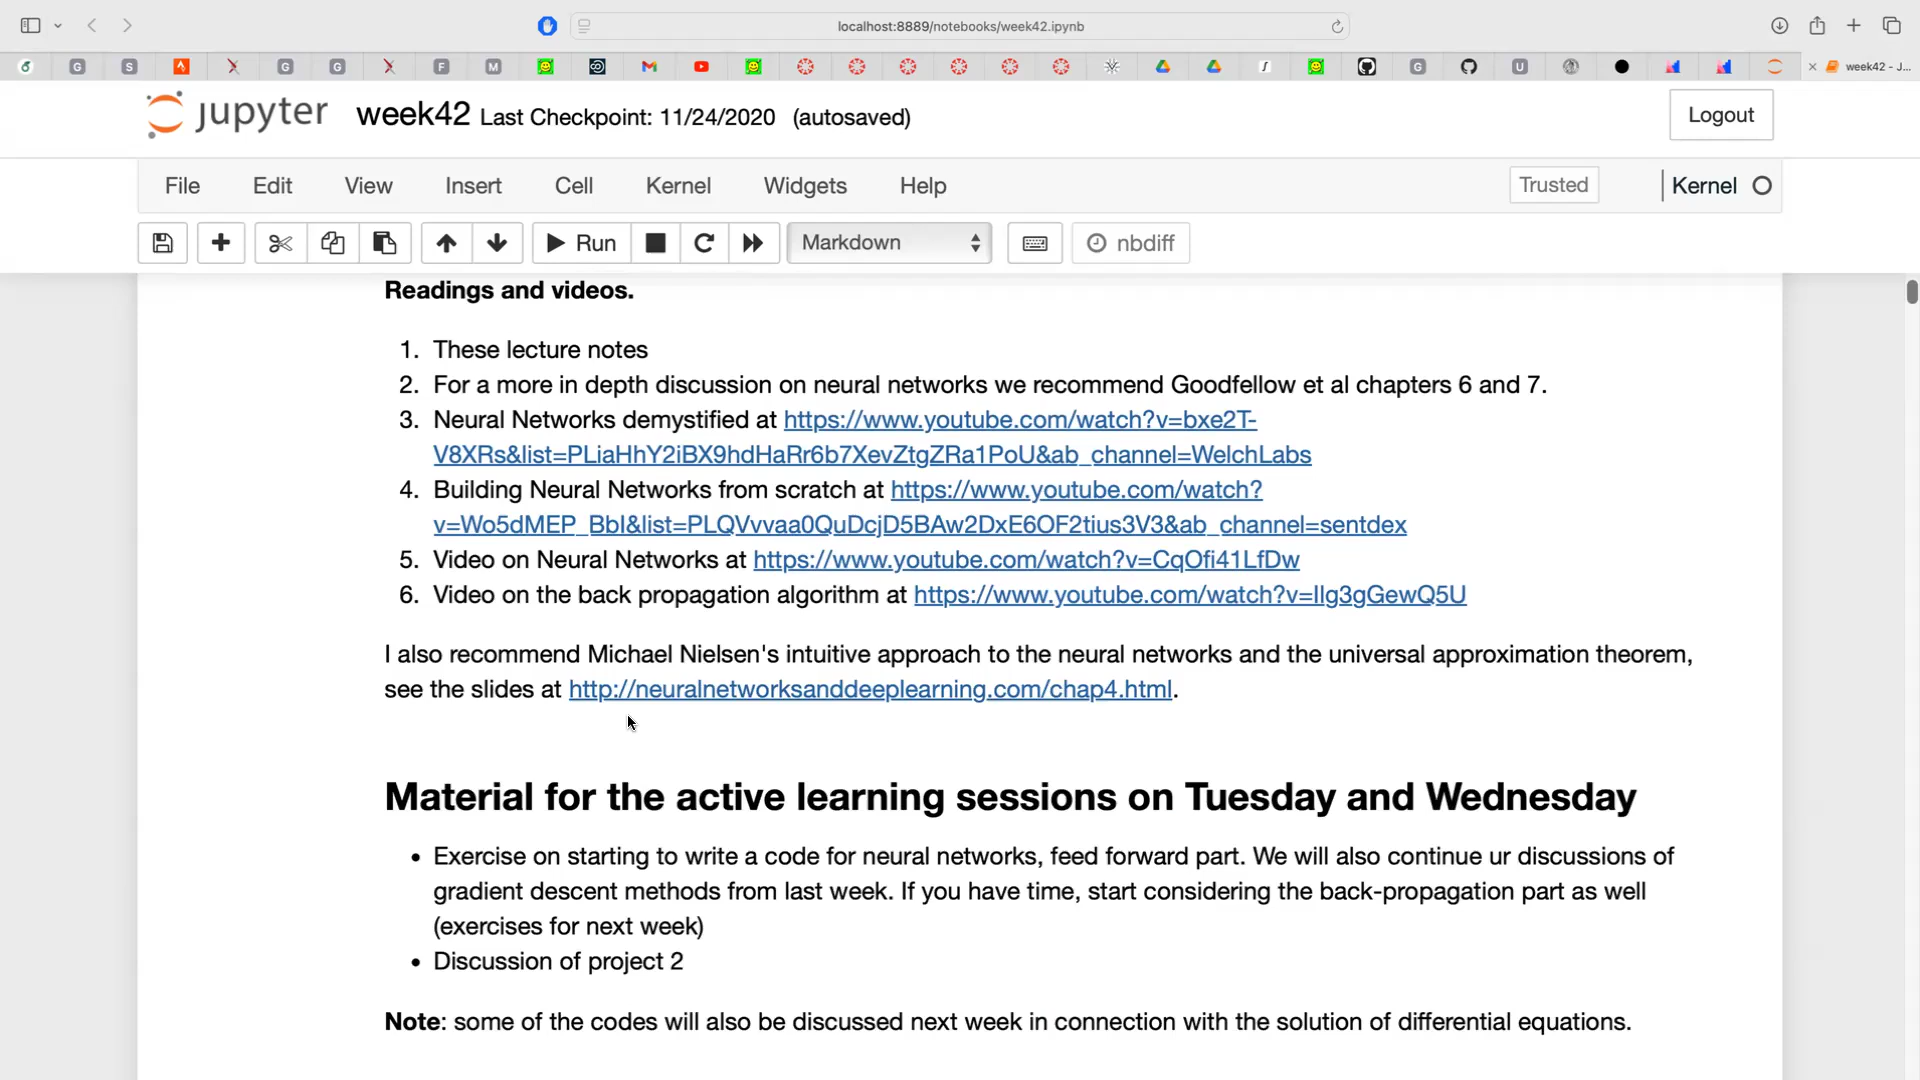 localhost:8889/notebooks/week42.ipynb
week42 - J...
jupyter week42 Last Checkpoint: 11/24/2020 (autosaved)
Logout
File Edit View Insert Cell Kernel Widgets Help
Trusted
Kernel
Run
Markdown
nbdiff
Readings and videos.
1. These lecture notes
2. For a more in depth discussion on neural networks we recommend Goodfellow et al chapters 6 and 7.
3. Neural Networks demystified at https://www.youtube.com/watch?v=bxe2T-
V8XRs&list=PLiaHhY2iBX9hdHaRr6b7XevZtgZRa1PoU&ab_channel=WelchLabs
4. Building Neural Networks from scratch at https://www.youtube.com/watch?
v=Wo5dMEP_BbI&list=PLQVvvaa0QuDcjD5BAw2DxE6OF2tius3V3&ab_channel=sentdex
5. Video on Neural Networks at https://www.youtube.com/watch?v=CqOfi41LfDw
6. Video on the back propagation algorithm at https://www.youtube.com/watch?v=Ilg3gGewQ5U
I also recommend Michael Nielsen's intuitive approach to the neural networks and the universal approximation theorem,
see the slides at http://neuralnetworksanddeeplearning.com/chap4.html.
Material for the active learning sessions on Tuesday and Wednesday
• Exercise on starting to write a code for neural networks, feed forward part. We will also continue ur discussions of
gradient descent methods from last week. If you have time, start considering the back-propagation part as well
(exercises for next week)
• Discussion of project 2
Note: some of the codes will also be discussed next week in connection with the solution of differential equations.